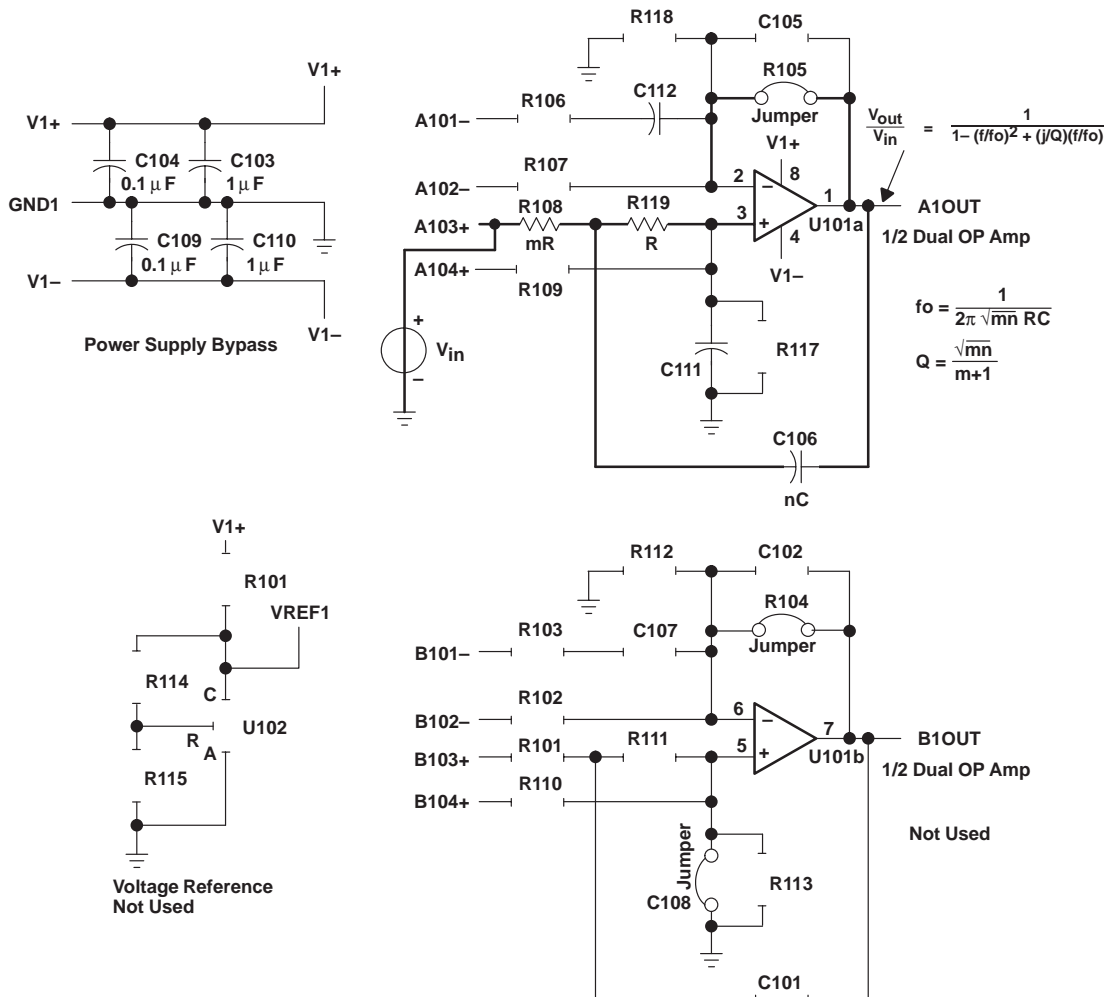 V1+
V1+
C104
C103
0.1 μF
1μF
GND1
C109
C110
0.1 μF
1μF
V1–
V1–
Power Supply Bypass
R118
C105
R105
Jumper
C112
R106
A101–
R107
A102–
V1+
2
–
8
1
3
+
4
U101a
V1–
R108
A103+
mR
R119
R
A104+
R109
+
Vin
–
C111
R117
C106
nC
Vout/Vin = 1/(1– (f/fo)2 + (j/Q)(f/fo))
A1OUT
1/2 Dual OP Amp
fo = 1/(2π √mn RC)
Q = √mn/(m+1)
V1+
R101
VREF1
R114
C
U102
R
A
R115
Voltage Reference
Not Used
R112
C102
R104
Jumper
R103
C107
B101–
R102
B102–
R101
R111
B103+
R110
B104+
6
–
7
5
+
U101b
B1OUT
1/2 Dual OP Amp
Not Used
Jumper
C108
R113
C101